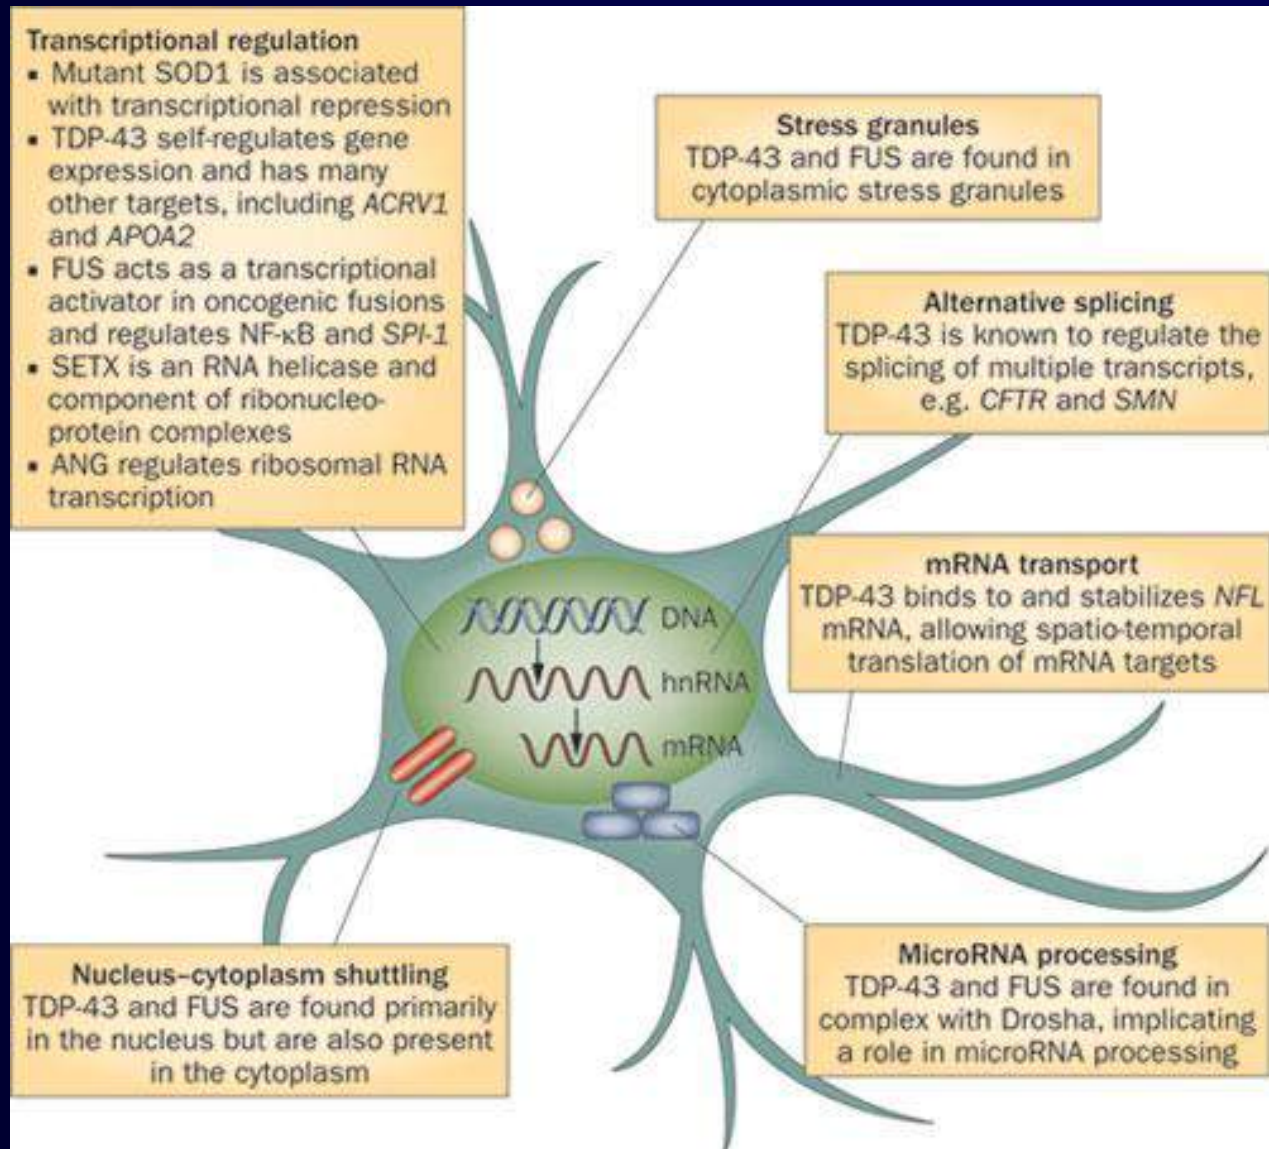 Transcriptional regulation
▪ Mutant SOD1 is associated
with transcriptional repression
▪ TDP-43 self-regulates gene
expression and has many
other targets, including ACRV1
and APOA2
▪ FUS acts as a transcriptional
activator in oncogenic fusions
and regulates NF-κB and SPI-1
▪ SETX is an RNA helicase and
component of ribonucleo-
protein complexes
▪ ANG regulates ribosomal RNA
transcription
Stress granules
TDP-43 and FUS are found in
cytoplasmic stress granules
Alternative splicing
TDP-43 is known to regulate the
splicing of multiple transcripts,
e.g. CFTR and SMN
mRNA transport
TDP-43 binds to and stabilizes NFL
mRNA, allowing spatio-temporal
translation of mRNA targets
DNA
hnRNA
mRNA
Nucleus–cytoplasm shuttling
TDP-43 and FUS are found primarily
in the nucleus but are also present
in the cytoplasm
MicroRNA processing
TDP-43 and FUS are found in
complex with Drosha, implicating
a role in microRNA processing